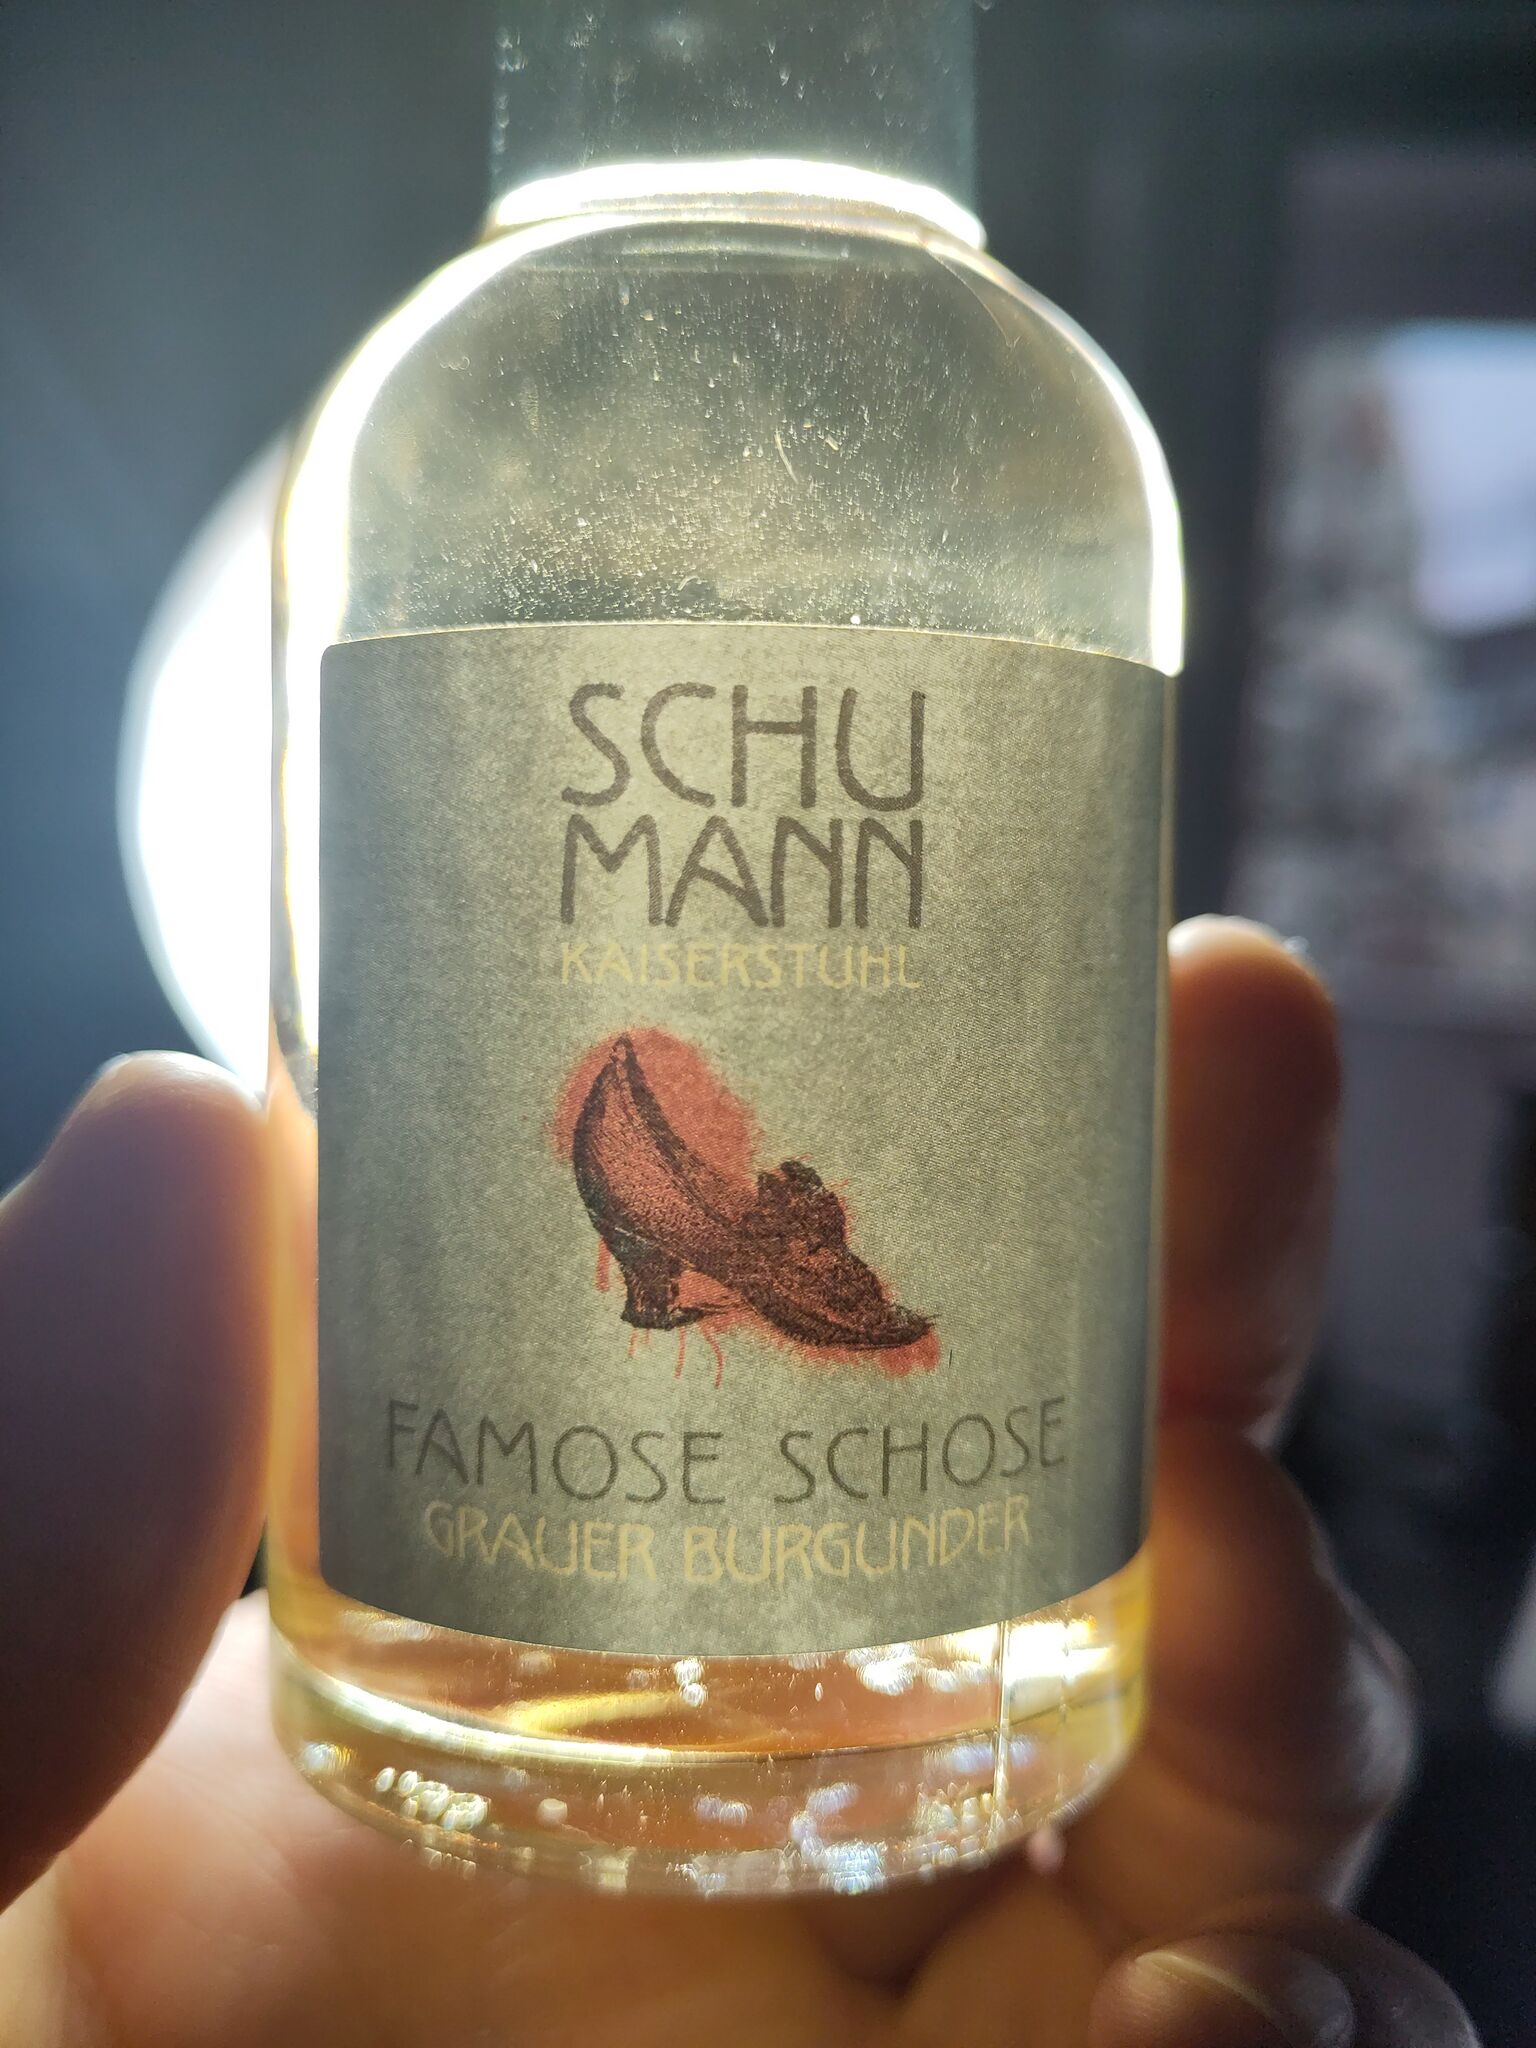 SCHU
MANN
KAISERSTUHL
FAMOSE SCHOSE
GRAUER BURGUNDER